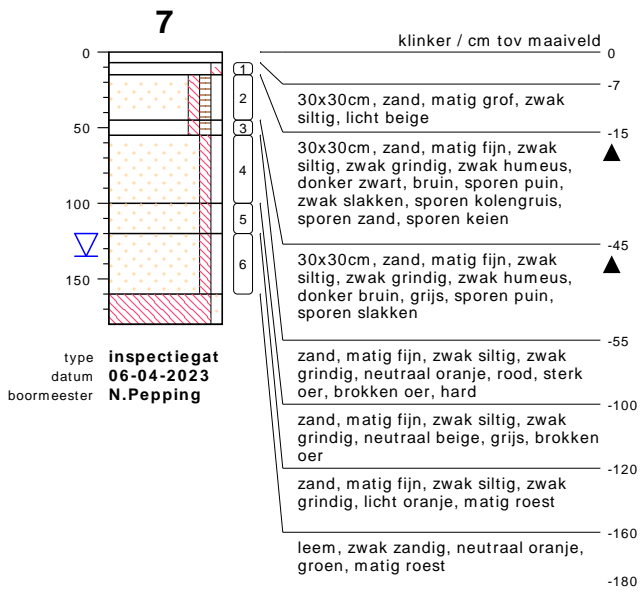 7
klinker / cm tov maaiveld
0
0
-7
1
30x30cm, zand, matig grof, zwak
siltig, licht beige
-15
2
30x30cm, zand, matig fijn, zwak
siltig, zwak grindig, zwak humeus,
donker zwart, bruin, sporen puin,
zwak slakken, sporen kolengruis,
sporen zand, sporen keien
-45
50
3
30x30cm, zand, matig fijn, zwak
siltig, zwak grindig, zwak humeus,
donker bruin, grijs, sporen puin,
sporen slakken
-55
4
zand, matig fijn, zwak siltig, zwak
grindig, neutraal oranje, rood, sterk
oer, brokken oer, hard
-100
100
5
zand, matig fijn, zwak siltig, zwak
grindig, neutraal beige, grijs, brokken
oer
-120
6
zand, matig fijn, zwak siltig, zwak
grindig, licht oranje, matig roest
-160
150
leem, zwak zandig, neutraal oranje,
groen, matig roest
-180
type inspectiegat
datum 06-04-2023
boormeester N.Pepping